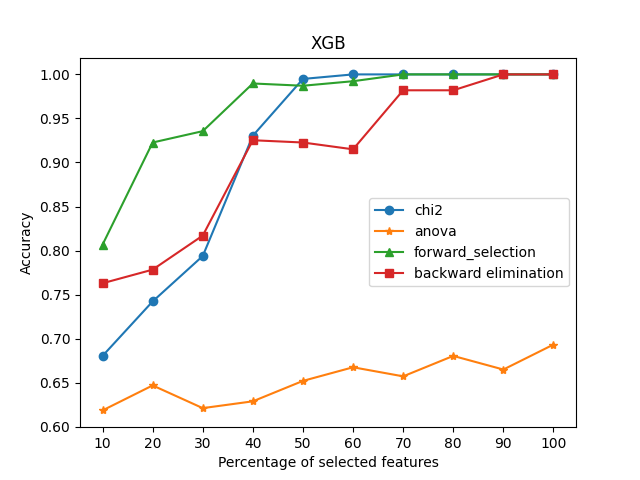 XGB
Accuracy
1.00
0.95
0.90
0.85
0.80
0.75
0.70
0.65
0.60
chi2
anova
forward_selection
backward elimination
10 20 30 40 50 60 70 80 90 100
Percentage of selected features